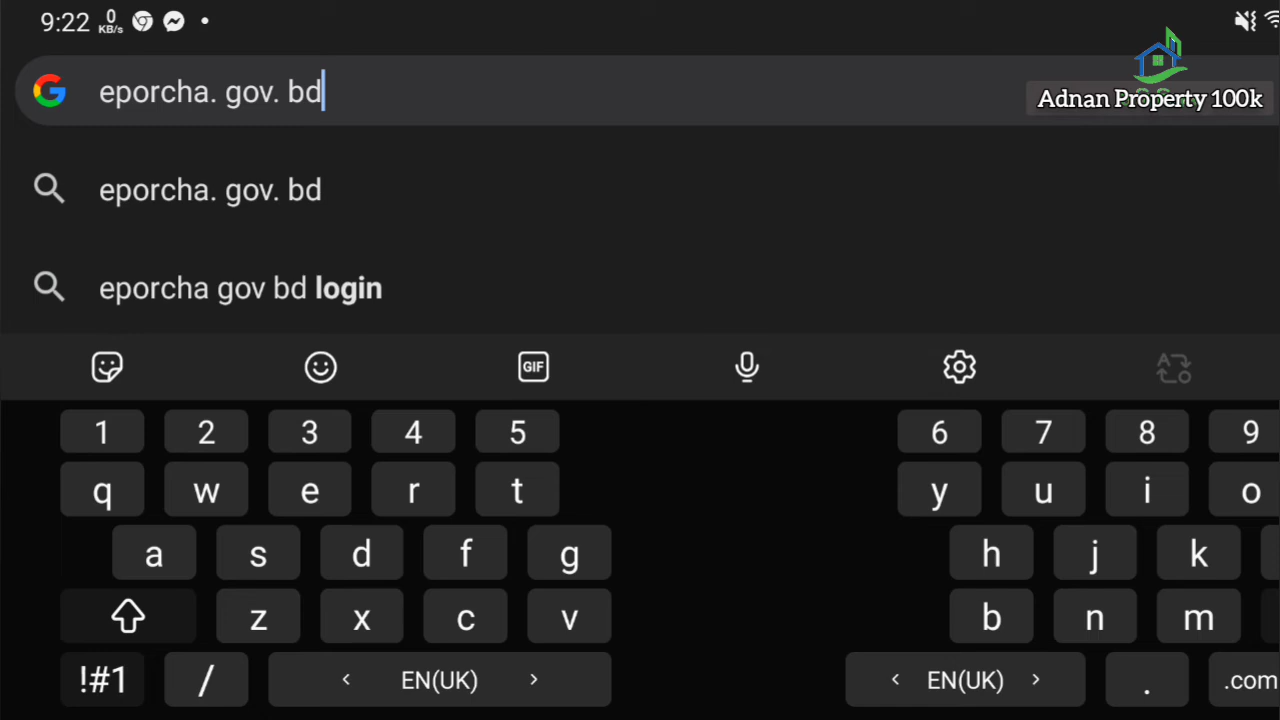 9:22 0 KB/s
eporcha. gov. bd
Adnan Property 100k
eporcha. gov. bd
eporcha gov bd login
GIF
1 2 3 4 5 6 7 8 9
q w e r t y u i o
a s d f g h j k
z x c v b n m
!#1 / < EN(UK) > < EN(UK) > . .com